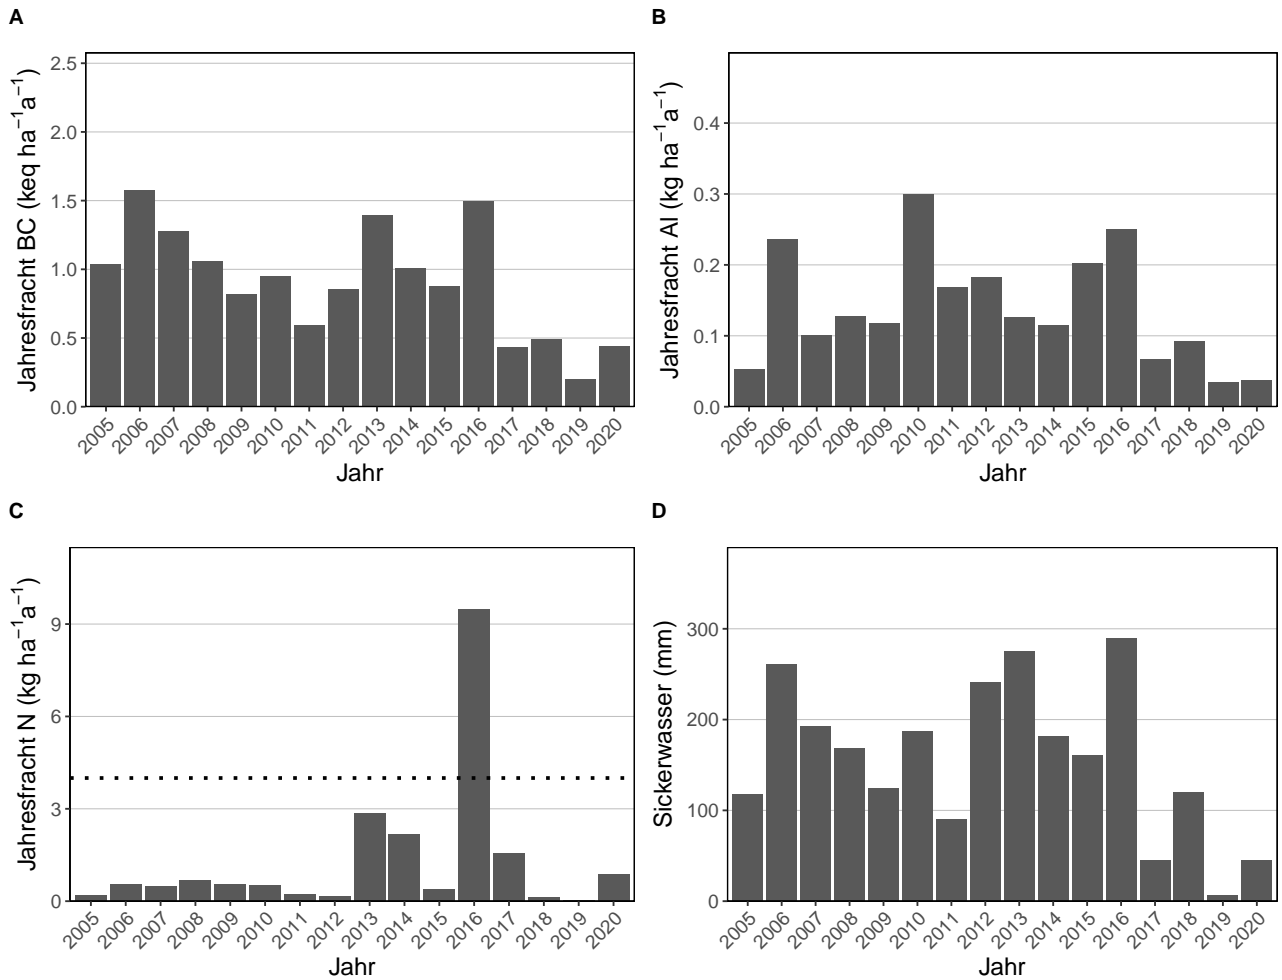 A
Jahresfracht BC (keq ha⁻¹a⁻¹)
2.5
2.0
1.5
1.0
0.5
0.0
2005 2006 2007 2008 2009 2010 2011 2012 2013 2014 2015 2016 2017 2018 2019 2020
Jahr
B
Jahresfracht Al (kg ha⁻¹a⁻¹)
0.4
0.3
0.2
0.1
0.0
2005 2006 2007 2008 2009 2010 2011 2012 2013 2014 2015 2016 2017 2018 2019 2020
Jahr
C
Jahresfracht N (kg ha⁻¹a⁻¹)
9
6
3
0
2005 2006 2007 2008 2009 2010 2011 2012 2013 2014 2015 2016 2017 2018 2019 2020
Jahr
D
Sickerwasser (mm)
300
200
100
0
2005 2006 2007 2008 2009 2010 2011 2012 2013 2014 2015 2016 2017 2018 2019 2020
Jahr